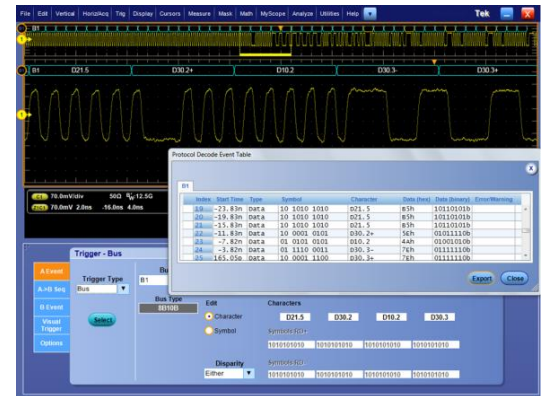 File Edit Vertical Horiz/Acq Trig Display Cursors Measure Mask Math MyScope Analyze Utilities Help Tek
B1
B1 D21.5 D30.2+ D10.2 D30.3- D30.3+
Protocol Decode Event Table
B1
Index Start Time Type Symbol Character Data (hex) Data (binary) Error/Warning
19 -23.83n Data 10 1010 1010 D21.5 B5h 10110101b
20 -19.83n Data 10 1010 1010 D21.5 B5h 10110101b
21 -15.83n Data 10 1010 1010 D21.5 B5h 10110101b
22 -11.83n Data 10 0001 0101 D30.2+ 5Eh 01011110b
23 -7.82n Data 01 0101 0101 D10.2 4Ah 01001010b
24 -3.82n Data 01 1110 0011 D30.3- 7Eh 01111110b
25 165.05p Data 10 0001 1100 D30.3+ 7Eh 01111110b
Export Close
70.0mV/div 50Ω 12.5G
70.0mV 2.0ns -16.0ns 4.0ns
Trigger - Bus
A Event
A->B Seq
B Event
Visual Trigger
Options
Trigger Type
Bus
Select
B1
Bus Type
8B10B
Edit
Character
Symbol
Disparity
Either
Characters
D21.5 D30.2 D10.2 D30.3
1010101010 1010101010 1010101010 1010101010
1010101010 1010101010 1010101010 1010101010